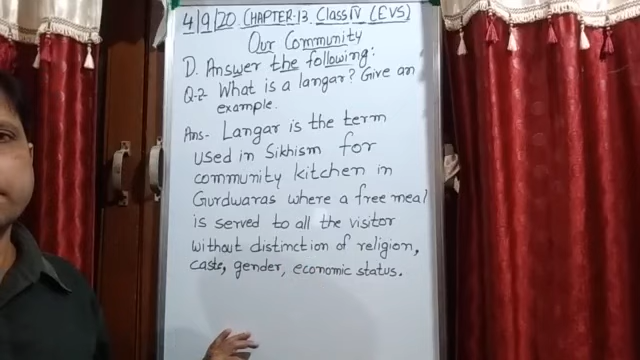 4/9/20. CHAPTER-13. Class IV (EVS)
Our Community
D. Answer the following:
Q-2 What is a langar? Give an
example.
Ans- Langar is the term
used in Sikhism for
community kitchen in
Gurdwaras where a free meal
is served to all the visitor
without distinction of religion,
caste, gender, economic status.